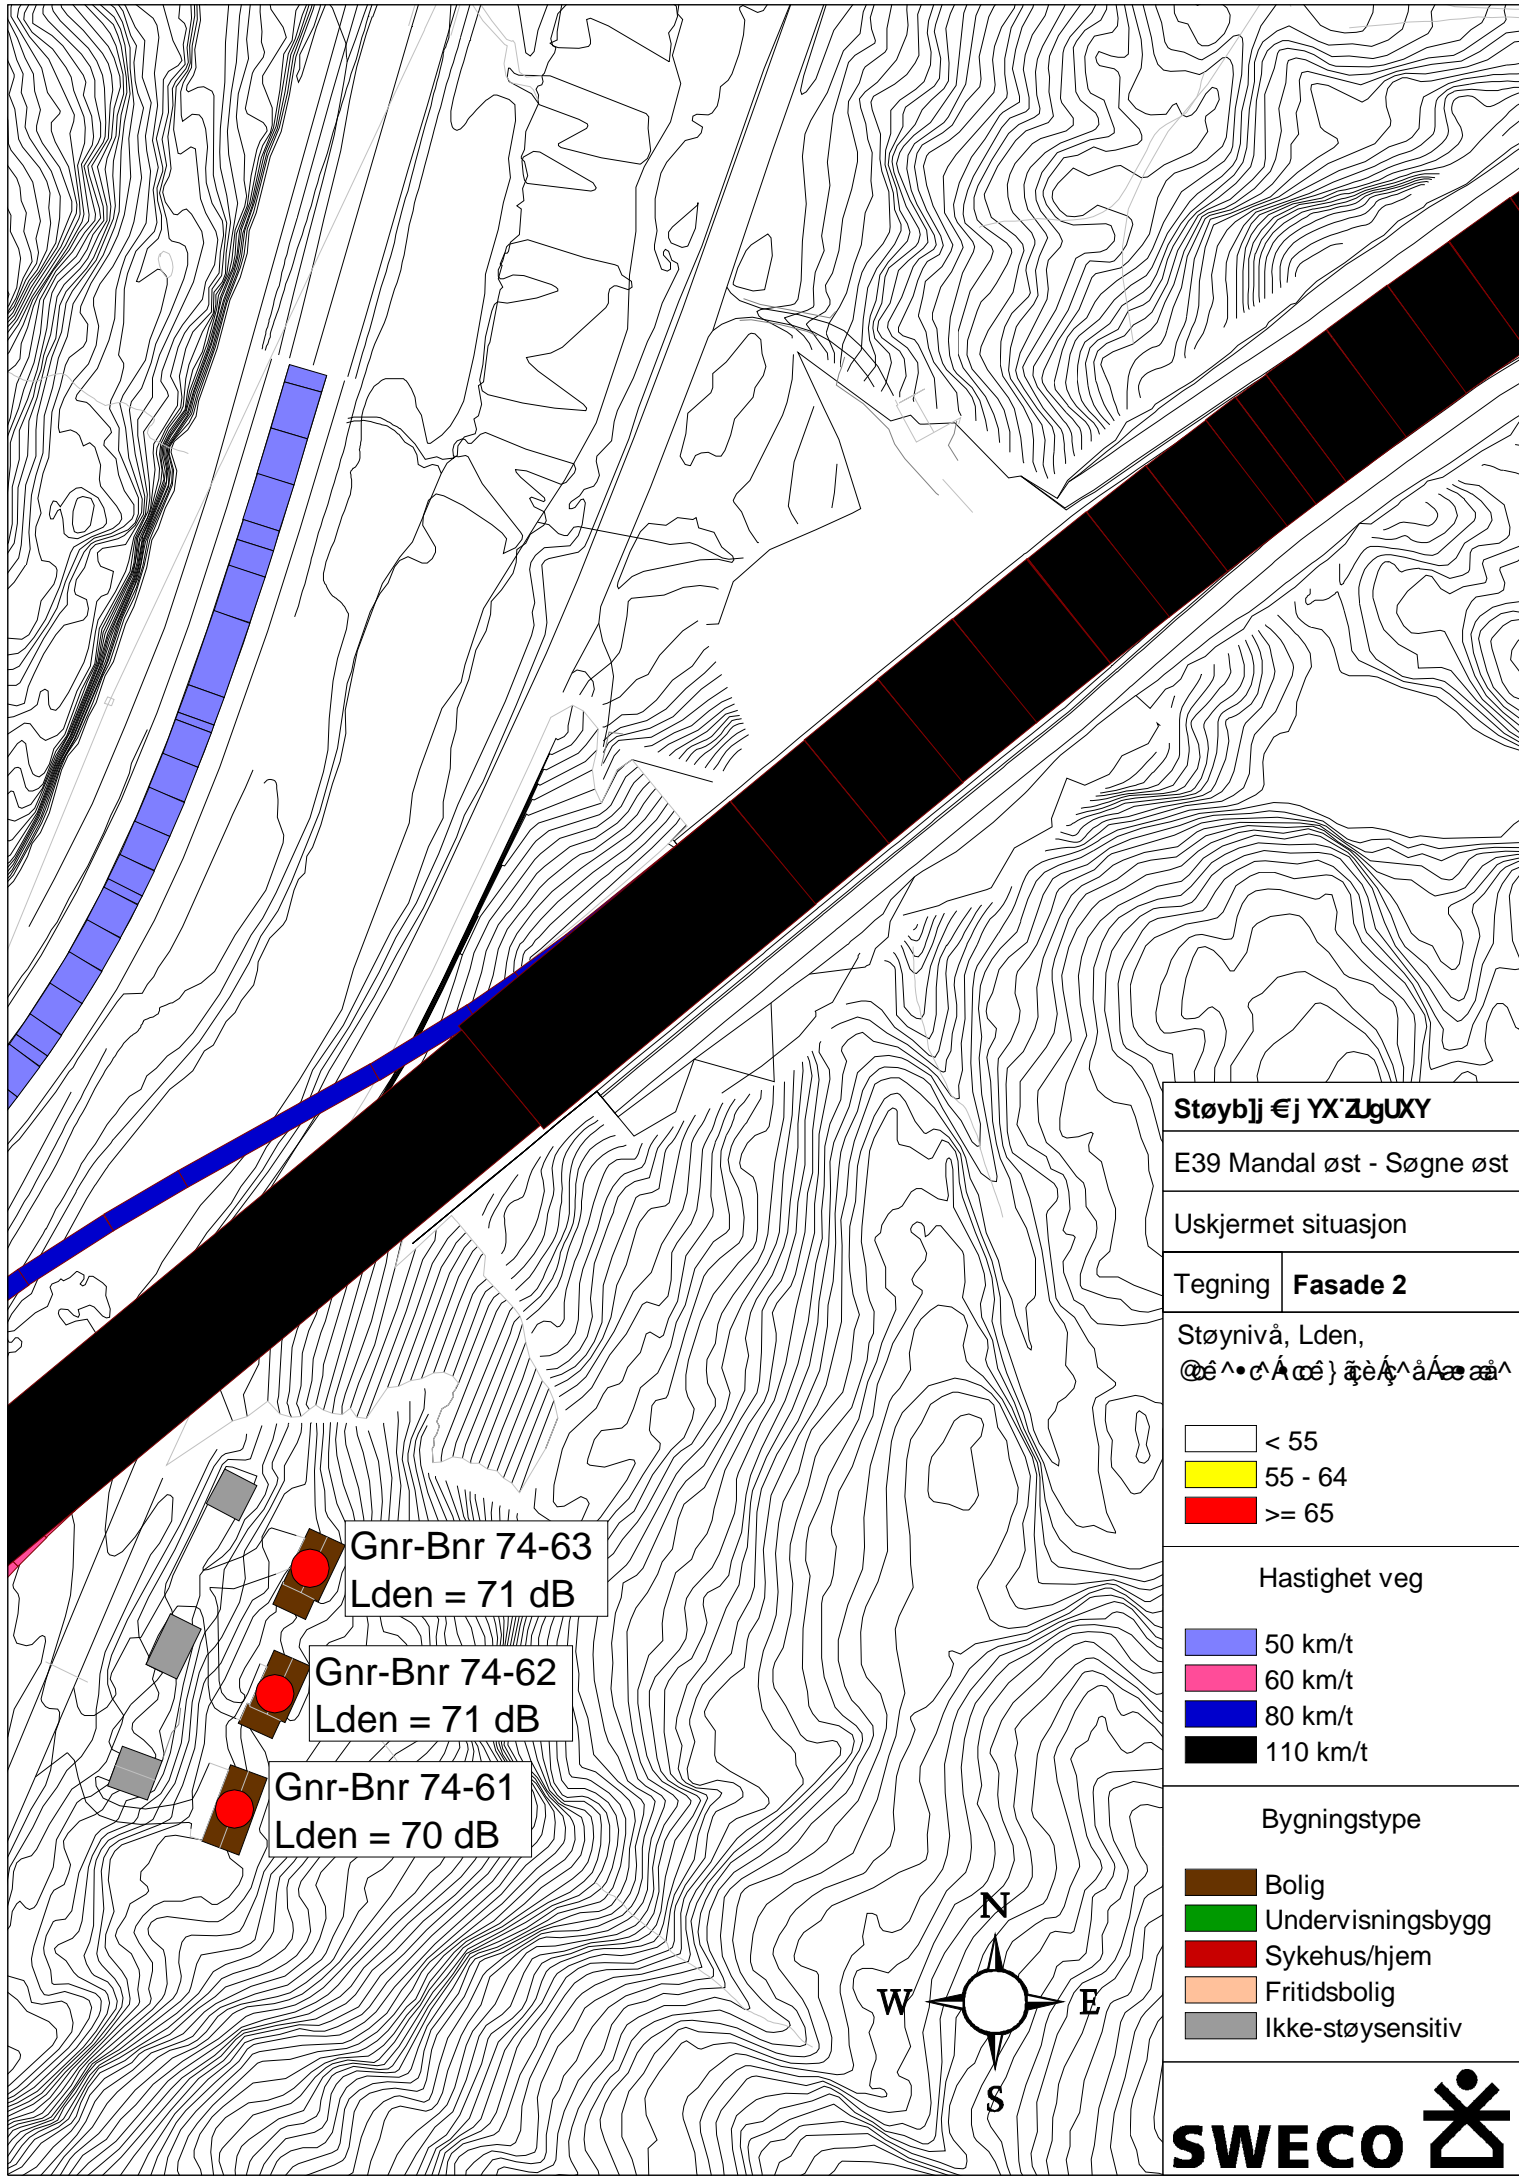 Gnr-Bnr 74-63
Lden = 71 dB
Gnr-Bnr 74-62
Lden = 71 dB
Gnr-Bnr 74-61
Lden = 70 dB
N
W E
S
E39 Mandal øst - Søgne øst
Uskjermet situasjon
Tegning Fasade 2
Støynivå, Lden,
< 55
55 - 64
>= 65
Hastighet veg
50 km/t
60 km/t
80 km/t
110 km/t
Bygningstype
Bolig
Undervisningsbygg
Sykehus/hjem
Fritidsbolig
Ikke-støysensitiv
SWECO